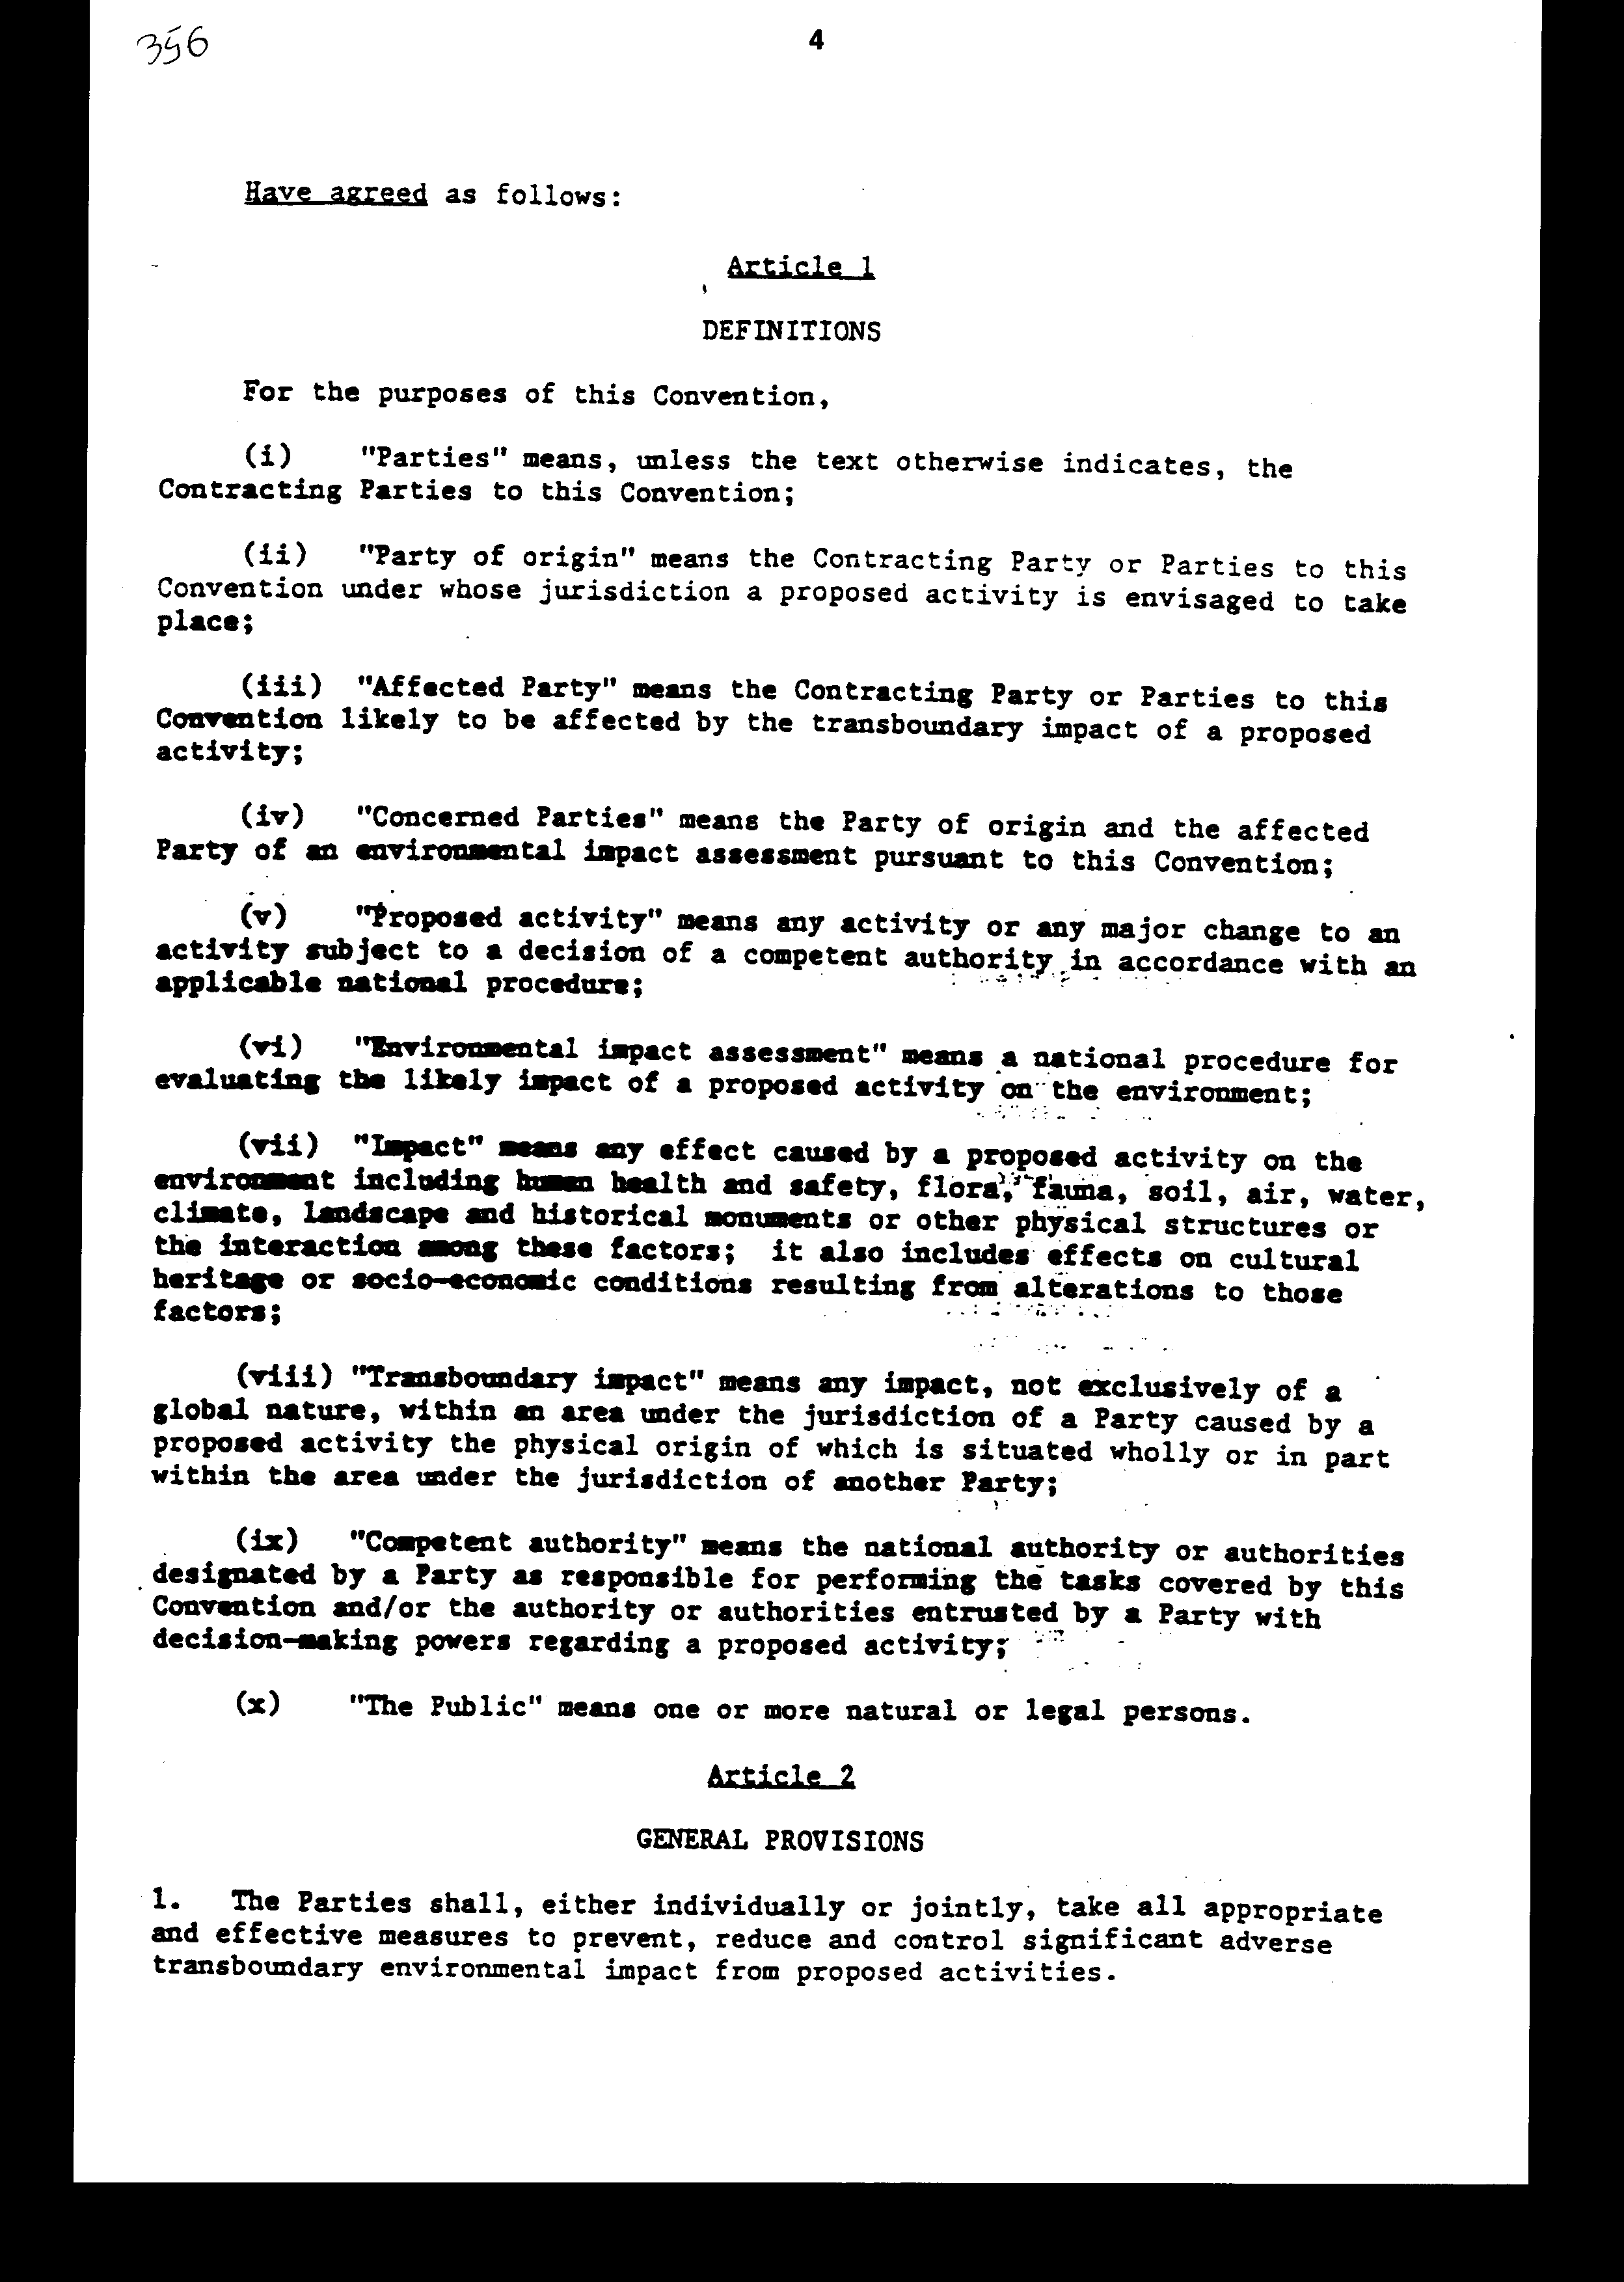 356
4
Have agreed as follows:
Article 1
DEFINITIONS
For the purposes of this Convention,
(i) "Parties" means, unless the text otherwise indicates, the
Contracting Parties to this Convention;
(ii) "Party of origin" means the Contracting Party or Parties to this
Convention under whose jurisdiction a proposed activity is envisaged to take
place;
(iii) "Affected Party" means the Contracting Party or Parties to this
Convention likely to be affected by the transboundary impact of a proposed
activity;
(iv) "Concerned Parties" means the Party of origin and the affected
Party of an environmental impact assessment pursuant to this Convention;
(v) "Proposed activity" means any activity or any major change to an
activity subject to a decision of a competent authority in accordance with an
applicable national procedure;
(vi) "Environmental impact assessment" means a national procedure for
evaluating the likely impact of a proposed activity on the environment;
(vii) "Impact" means any effect caused by a proposed activity on the
environment including human health and safety, flora, fauna, soil, air, water,
climate, landscape and historical monuments or other physical structures or
the interaction among these factors; it also includes effects on cultural
heritage or socio-economic conditions resulting from alterations to those
factors;
(viii) "Transboundary impact" means any impact, not exclusively of a
global nature, within an area under the jurisdiction of a Party caused by a
proposed activity the physical origin of which is situated wholly or in part
within the area under the jurisdiction of another Party;
(ix) "Competent authority" means the national authority or authorities
designated by a Party as responsible for performing the tasks covered by this
Convention and/or the authority or authorities entrusted by a Party with
decision-making powers regarding a proposed activity;
(x) "The Public" means one or more natural or legal persons.
Article 2
GENERAL PROVISIONS
1. The Parties shall, either individually or jointly, take all appropriate
and effective measures to prevent, reduce and control significant adverse
transboundary environmental impact from proposed activities.